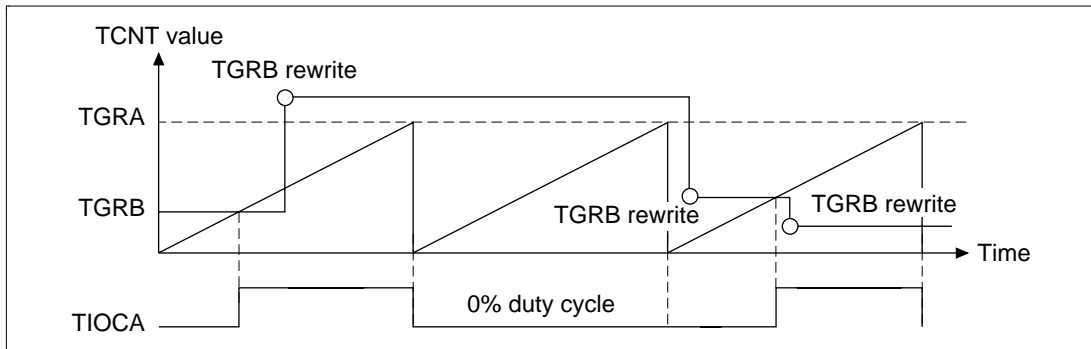 TCNT value
TGRB rewrite
TGRA
TGRB
TGRB rewrite
TGRB rewrite
Time
0% duty cycle
TIOCA